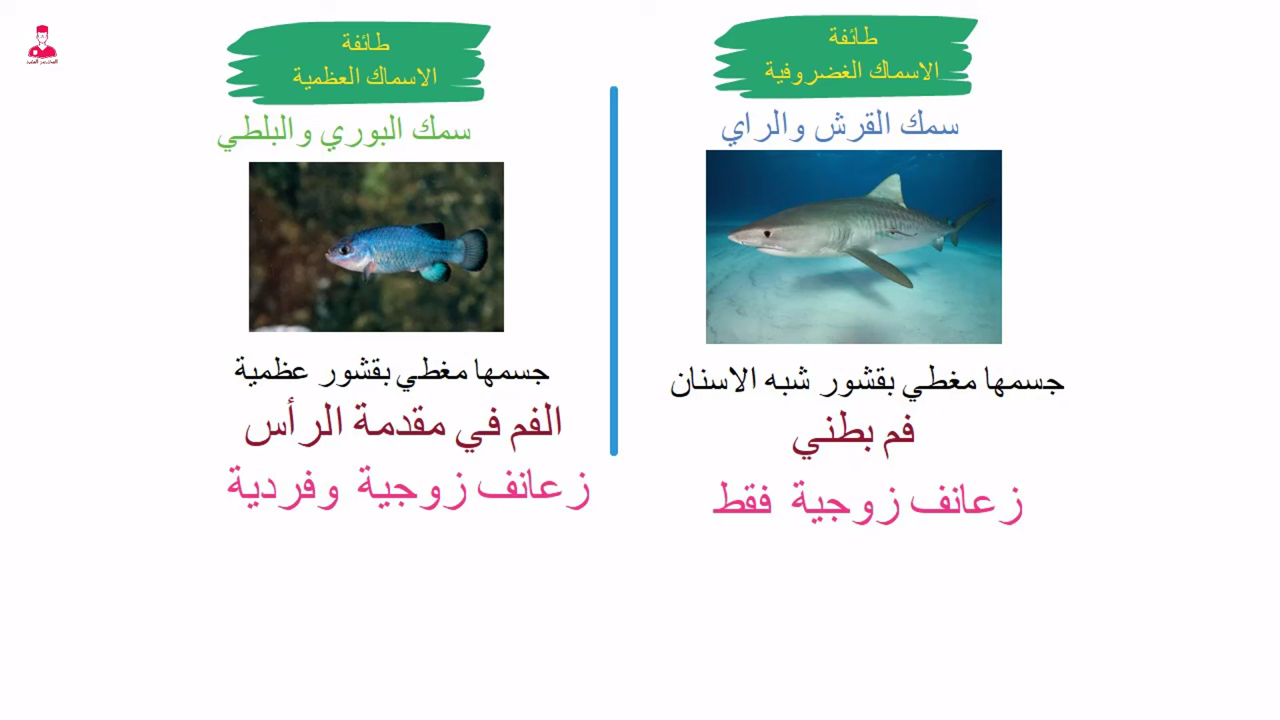 طائفة
الاسماك الغضروفية
سمك القرش والراي
جسمها مغطي بقشور شبه الاسنان
فم بطني
زعانف زوجية فقط
طائفة
الاسماك العظمية
سمك البوري والبلطي
جسمها مغطي بقشور عظمية
الفم في مقدمة الرأس
زعانف زوجية وفردية